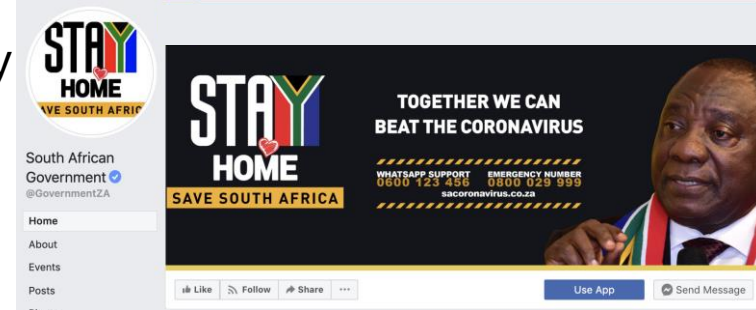 y
STAY
HOME
AVE SOUTH AFRIC
South African
Government
@GovernmentZA
Home
About
Events
Posts
STAY
HOME
SAVE SOUTH AFRICA
TOGETHER WE CAN
BEAT THE CORONAVIRUS
WHATSAPP SUPPORT EMERGENCY NUMBER
0600 123 456 0800 029 999
sacoronavirus.co.za
Like Follow Share ...
Use App Send Message